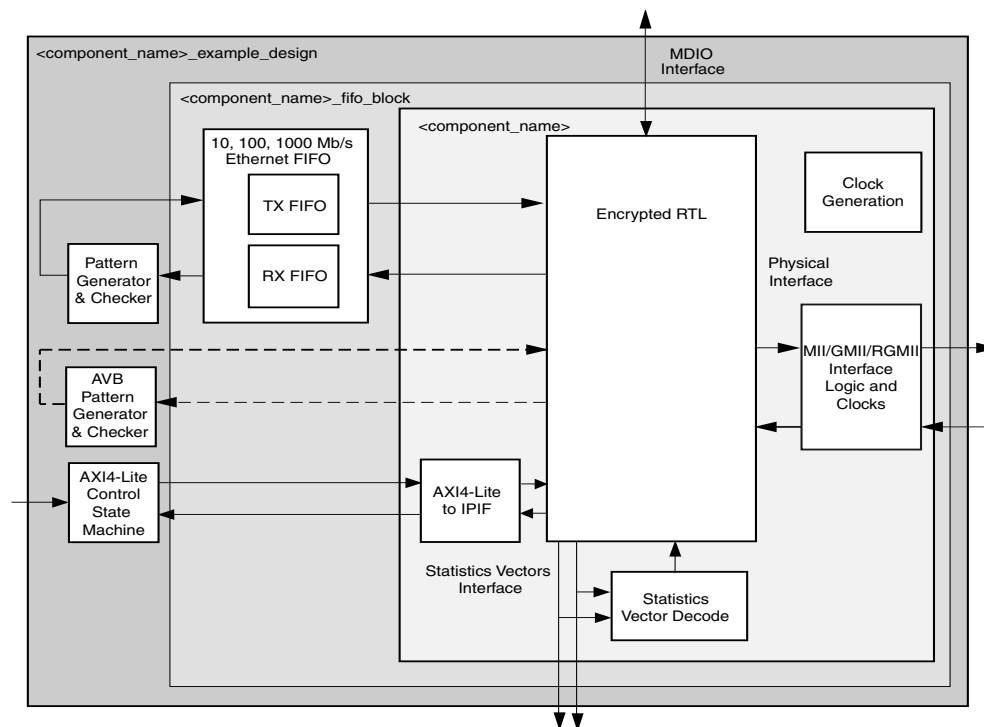 <component_name>_example_design
MDIO
Interface
<component_name>_fifo_block
<component_name>
10, 100, 1000 Mb/s
Ethernet FIFO
TX FIFO
RX FIFO
Encrypted RTL
Clock
Generation
Pattern
Generator
& Checker
Physical
Interface
MII/GMII/RGMII
Interface
Logic and
Clocks
AVB
Pattern
Generator
& Checker
AXI4-Lite
Control
State
Machine
AXI4-Lite
to IPIF
Statistics Vectors
Interface
Statistics
Vector Decode